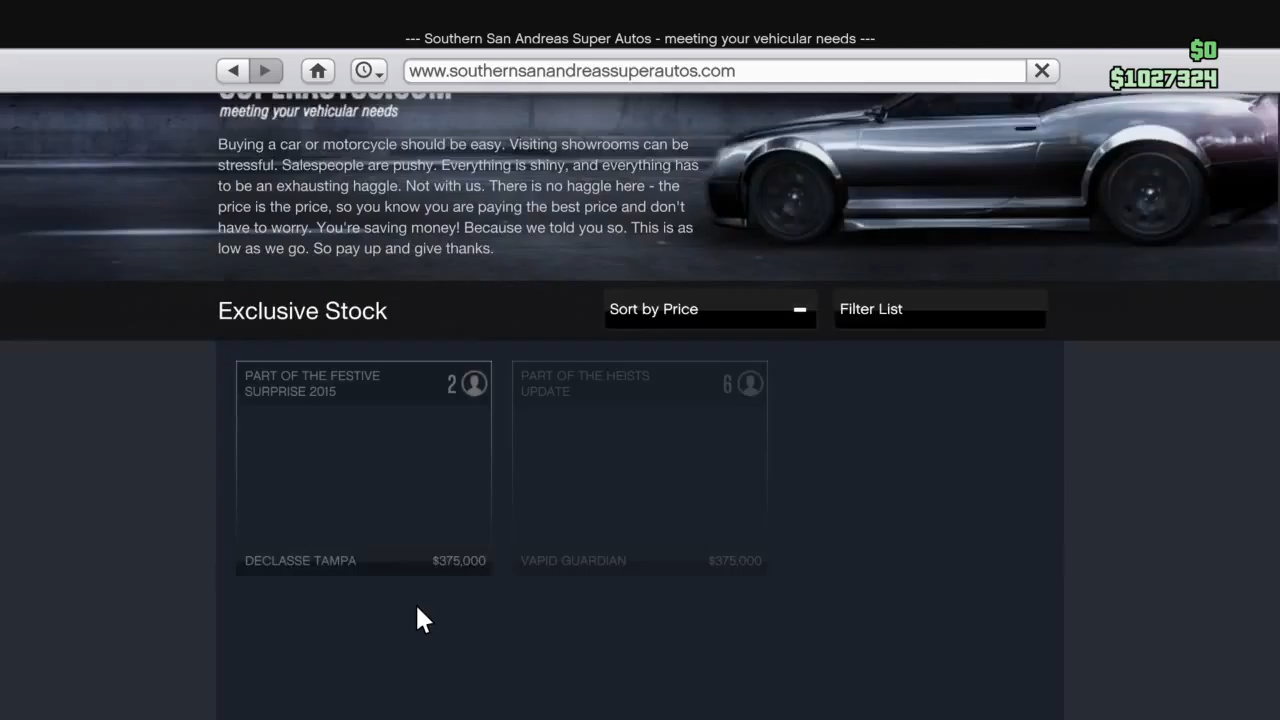 --- Southern San Andreas Super Autos - meeting your vehicular needs ---
$0
www.southernsanandreassuperautos.com
$1027324
SUPERAUTOS.COM
meeting your vehicular needs
Buying a car or motorcycle should be easy. Visiting showrooms can be
stressful. Salespeople are pushy. Everything is shiny, and everything has
to be an exhausting haggle. Not with us. There is no haggle here - the
price is the price, so you know you are paying the best price and don't
have to worry. You're saving money! Because we told you so. This is as
low as we go. So pay up and give thanks.
Exclusive Stock
Sort by Price
Filter List
PART OF THE FESTIVE
SURPRISE 2015
2
PART OF THE HEISTS
UPDATE
6
DECLASSE TAMPA $375,000
VAPID GUARDIAN $375,000